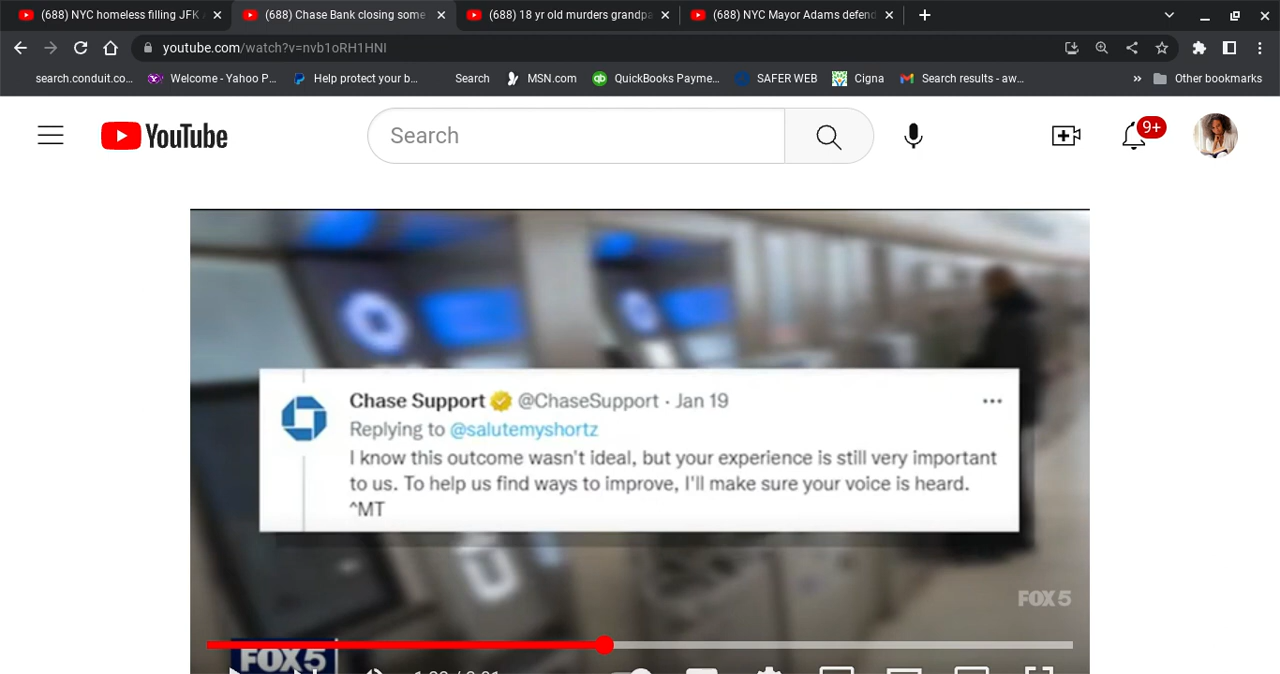 (688) NYC homeless filling JFK
(688) Chase Bank closing some
(688) 18 yr old murders grandpa
(688) NYC Mayor Adams defend
youtube.com/watch?v=nvb1oRH1HNI
search.conduit.co...
Welcome - Yahoo P...
Help protect your b...
Search
MSN.com
QuickBooks Payme...
SAFER WEB
Cigna
Search results - aw...
»
Other bookmarks
YouTube
Search
9+
Chase Support @ChaseSupport · Jan 19
Replying to @salutemyshortz
I know this outcome wasn't ideal, but your experience is still very important
to us. To help us find ways to improve, I'll make sure your voice is heard.
^MT
FOX 5
FOX 5